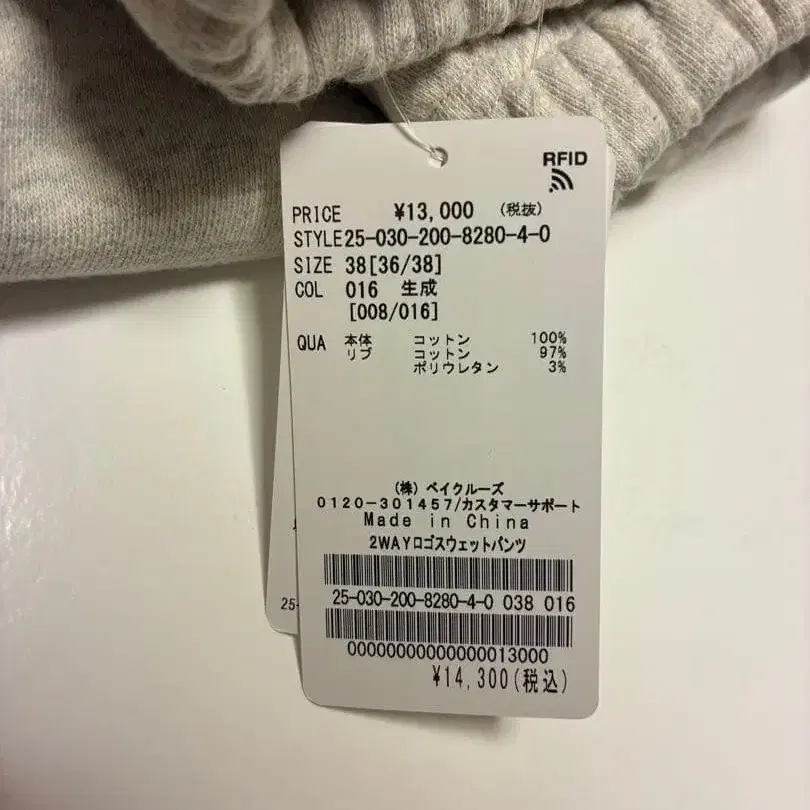 RFID
PRICE ¥13,000 (税抜)
STYLE 25-030-200-8280-4-0
SIZE 38[36/38]
COL 016 生成
[008/016]
QUA 本体 コットン 100%
リブ コットン 97%
ポリウレタン 3%
(株)ベイクルーズ
0120-301457/カスタマーサポート
Made in China
2WAYロゴスウェットパンツ
25-030-200-8280-4-0 038 016
00000000000000013000
¥14,300(税込)
25-